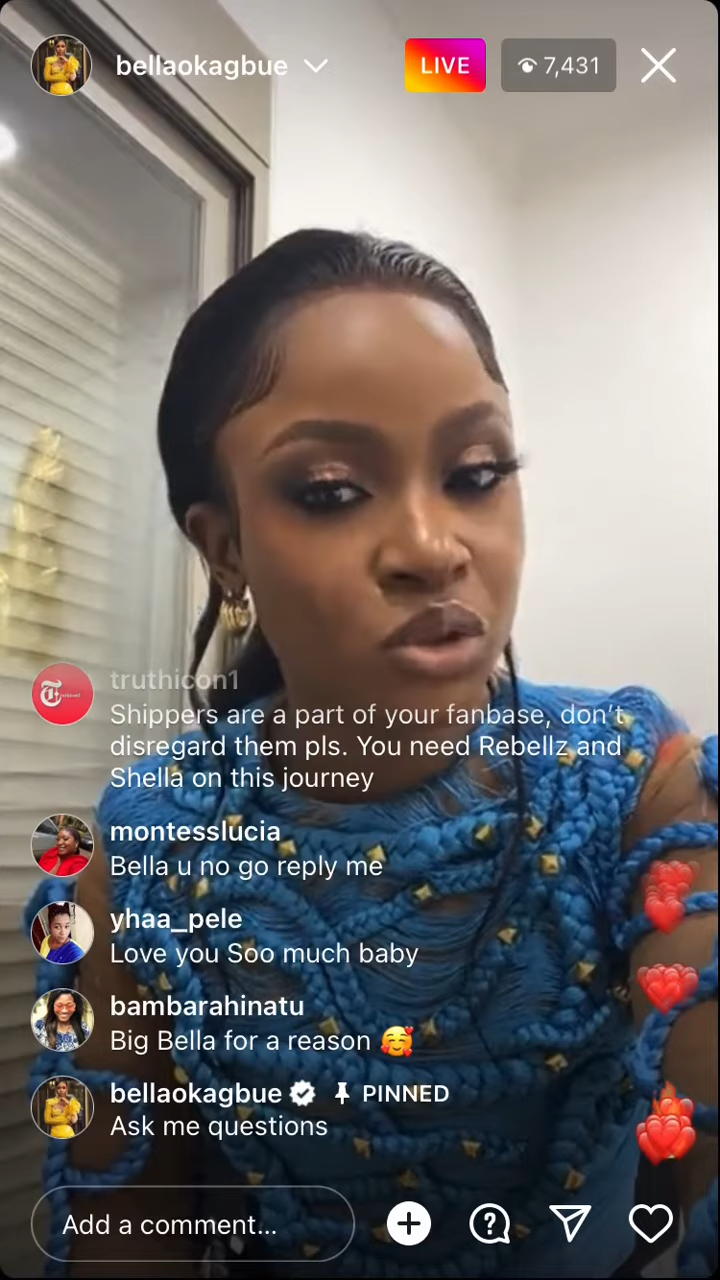 bellaokagbue
LIVE
7,431
truthicon1
Shippers are a part of your fanbase, don't
disregard them pls. You need Rebellz and
Shella on this journey
montesslucia
Bella u no go reply me
yhaa_pele
Love you Soo much baby
bambarahinatu
Big Bella for a reason 🥰
bellaokagbue PINNED
Ask me questions
Add a comment...